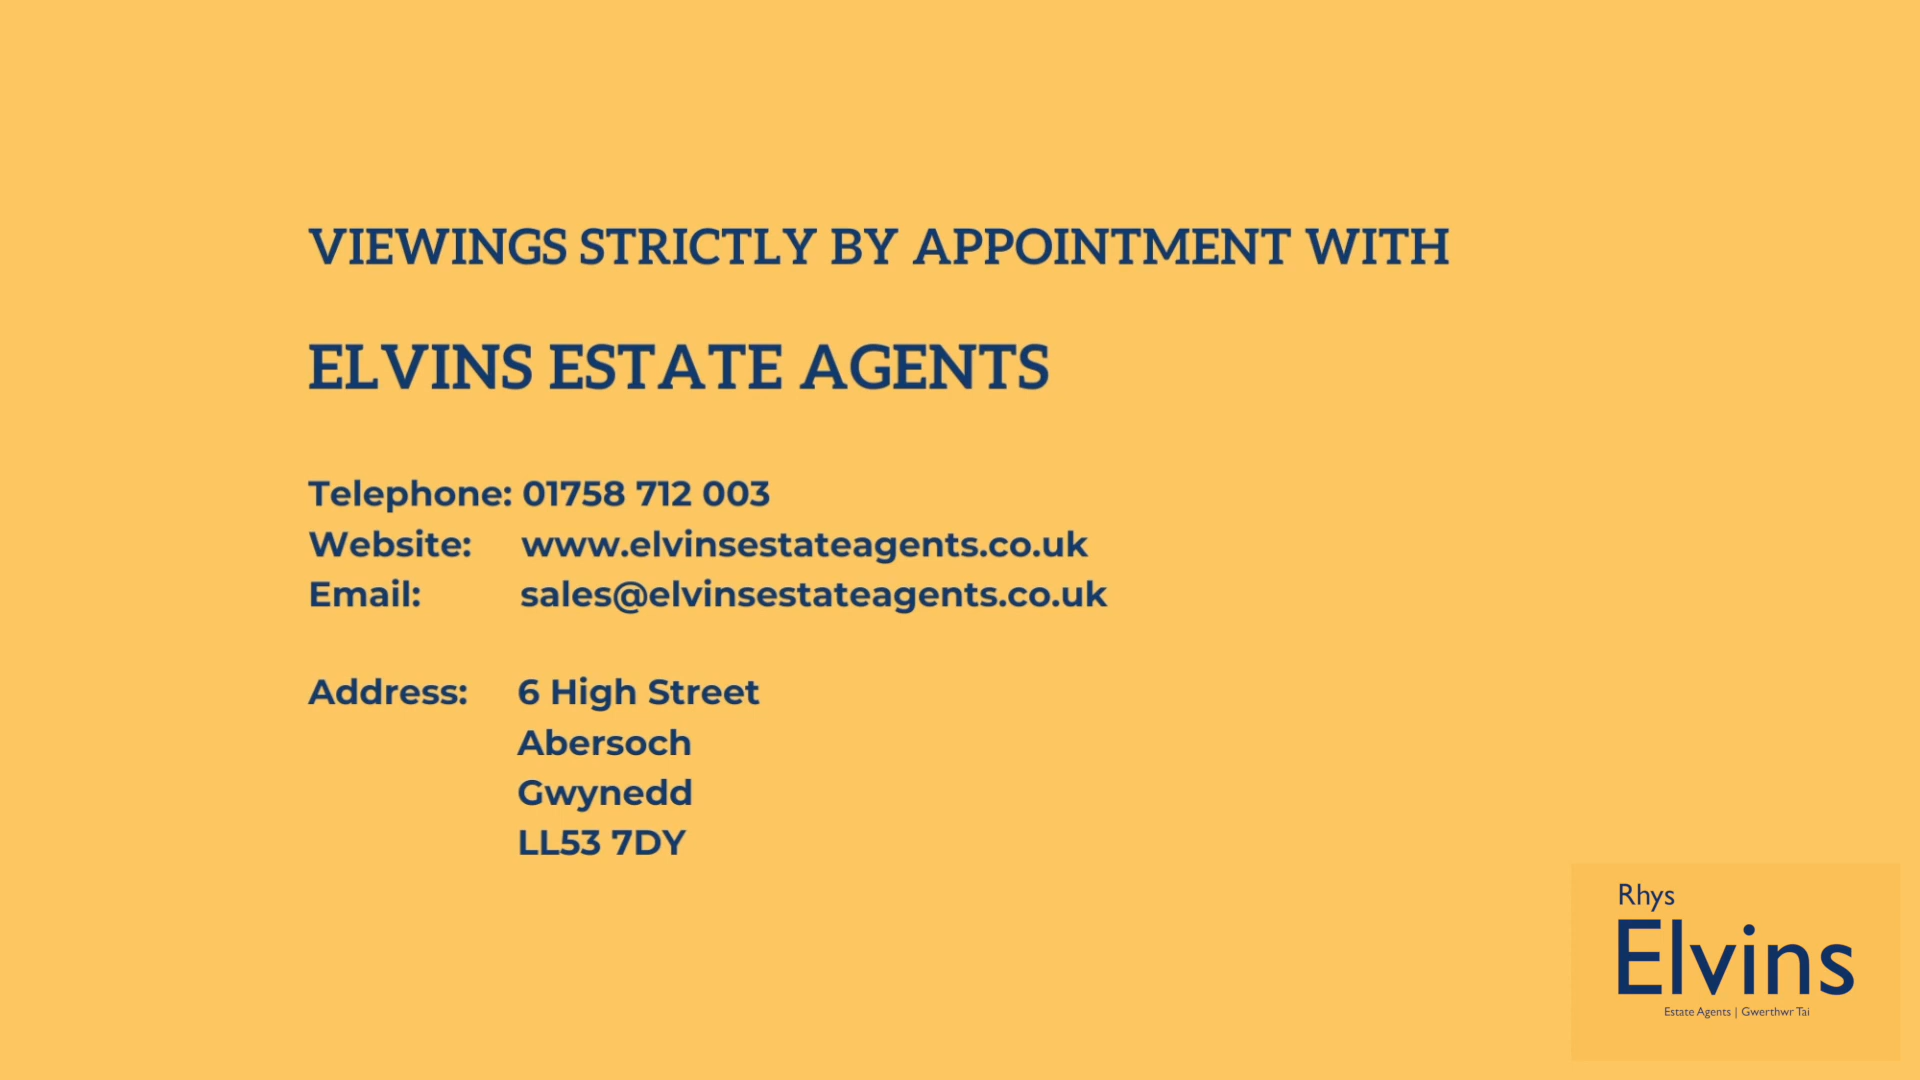 VIEWINGS STRICTLY BY APPOINTMENT WITH
ELVINS ESTATE AGENTS
Telephone: 01758 712 003
Website: www.elvinsestateagents.co.uk
Email: sales@elvinsestateagents.co.uk
Address: 6 High Street
Abersoch
Gwynedd
LL53 7DY
Rhys
Elvins
Estate Agents | Gwerthwr Tai